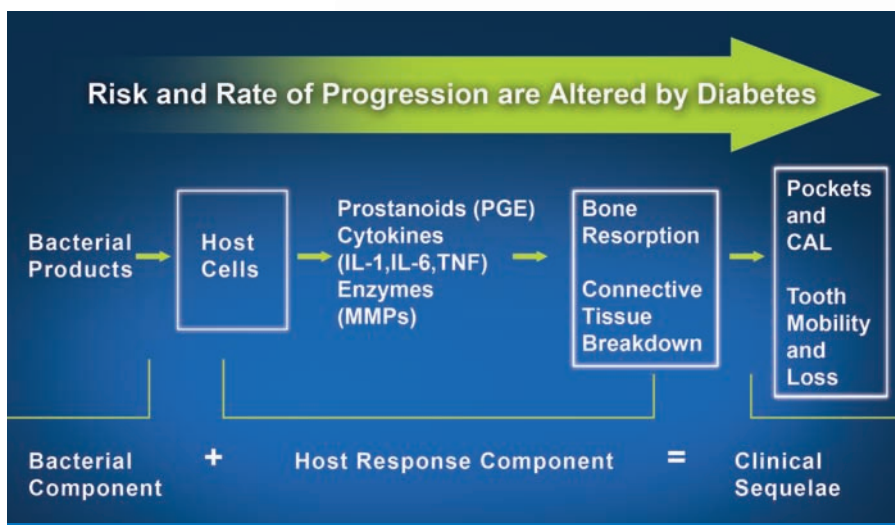 Risk and Rate of Progression are Altered by Diabetes
Bacterial
Products
Host
Cells
Prostanoids (PGE)
Cytokines
(IL-1,IL-6,TNF)
Enzymes
(MMPs)
Bone
Resorption
Connective
Tissue
Breakdown
Pockets
and
CAL
Tooth
Mobility
and
Loss
Bacterial
Component
+
Host Response Component
=
Clinical
Sequelae